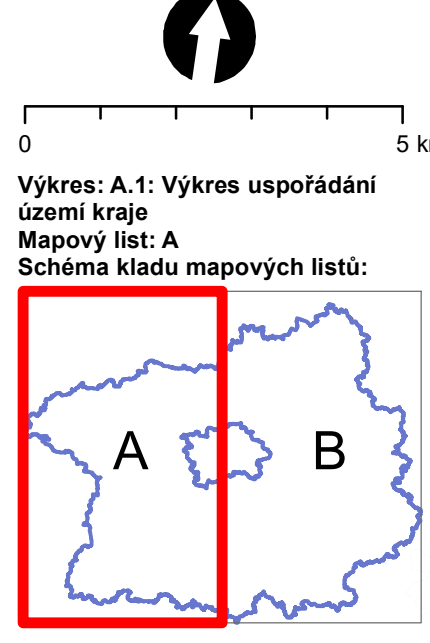 0 5 k
Výkres: A.1: Výkres uspořádání
území kraje
Mapový list: A
Schéma kladu mapových listů:
A B